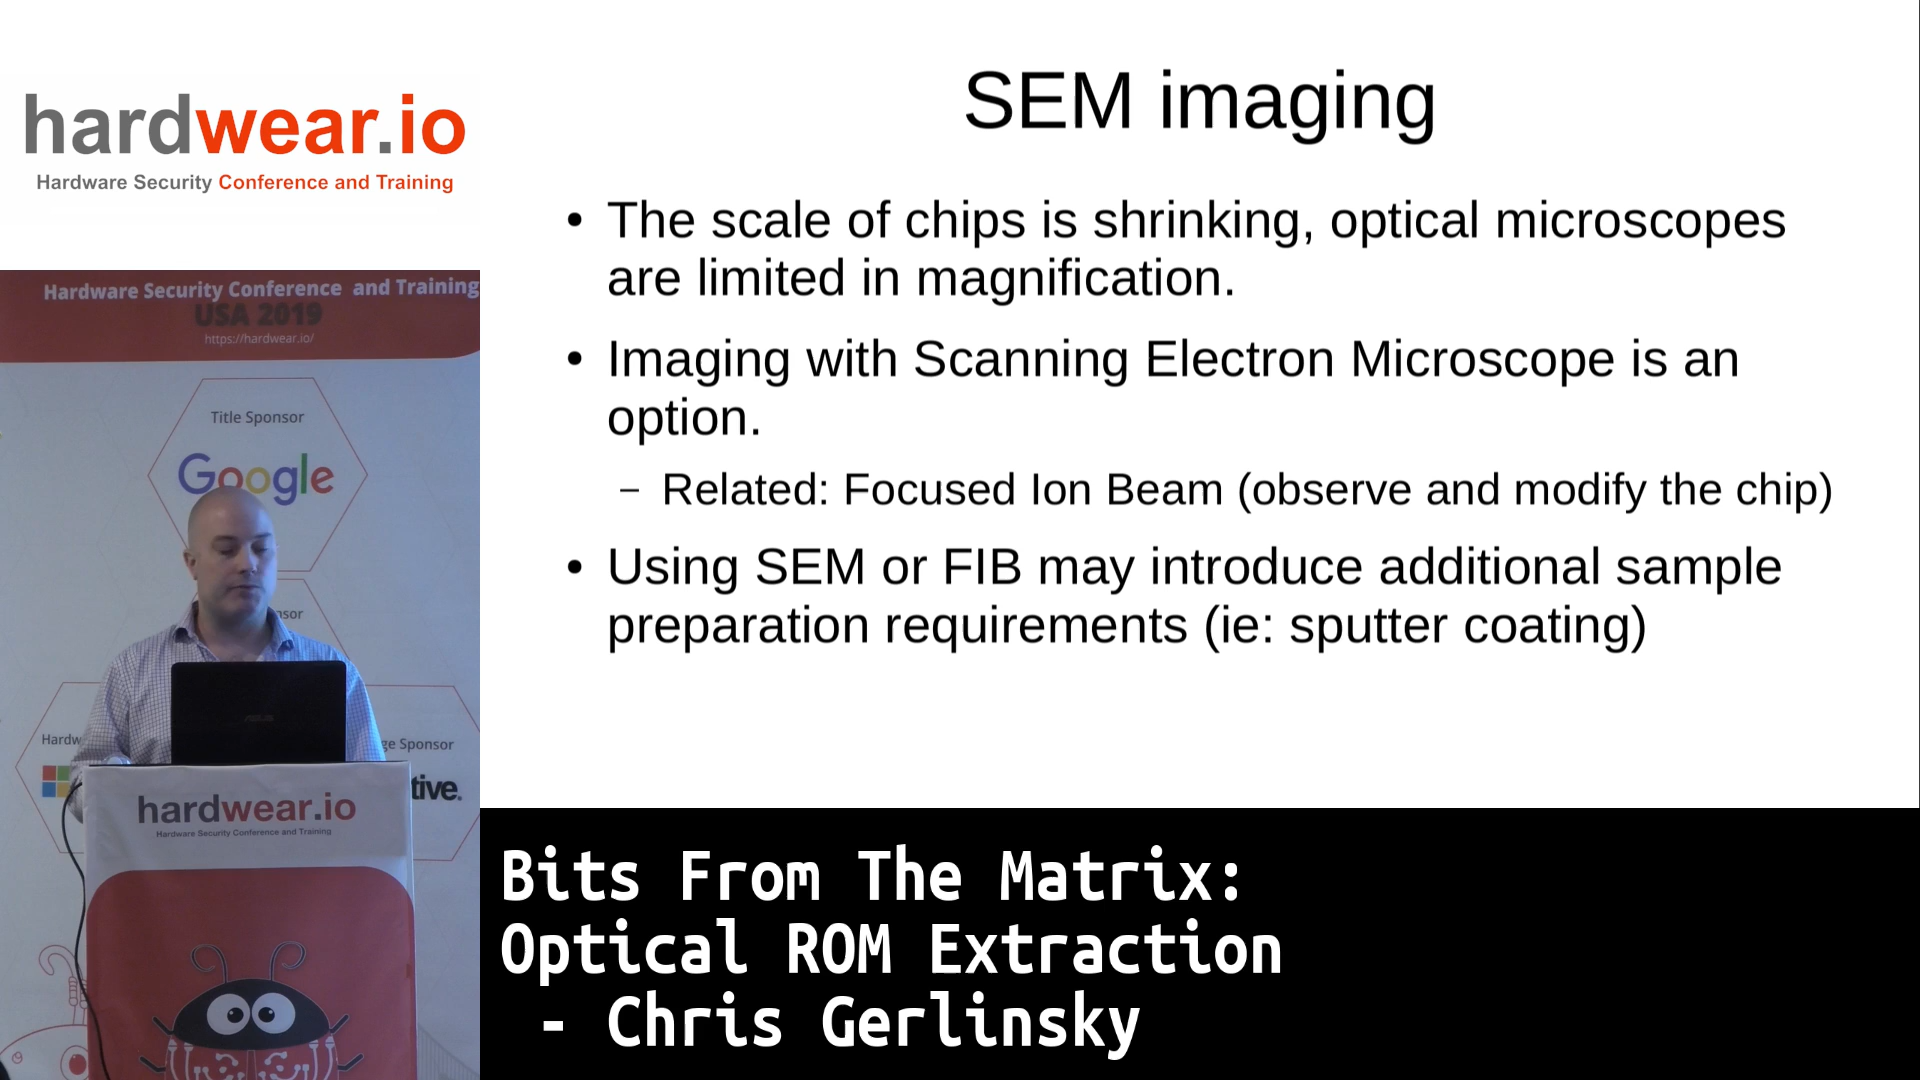 hardwear.io
Hardware Security Conference and Training
SEM imaging
• The scale of chips is shrinking, optical microscopes
are limited in magnification.
• Imaging with Scanning Electron Microscope is an
option.
– Related: Focused Ion Beam (observe and modify the chip)
• Using SEM or FIB may introduce additional sample
preparation requirements (ie: sputter coating)
Hardware Security Conference and Training
USA 2019
https://hardwear.io/
Title Sponsor
Google
Sponsor
hardwear.io
Hardware Security Conference and Training
Bits From The Matrix:
Optical ROM Extraction
- Chris Gerlinsky